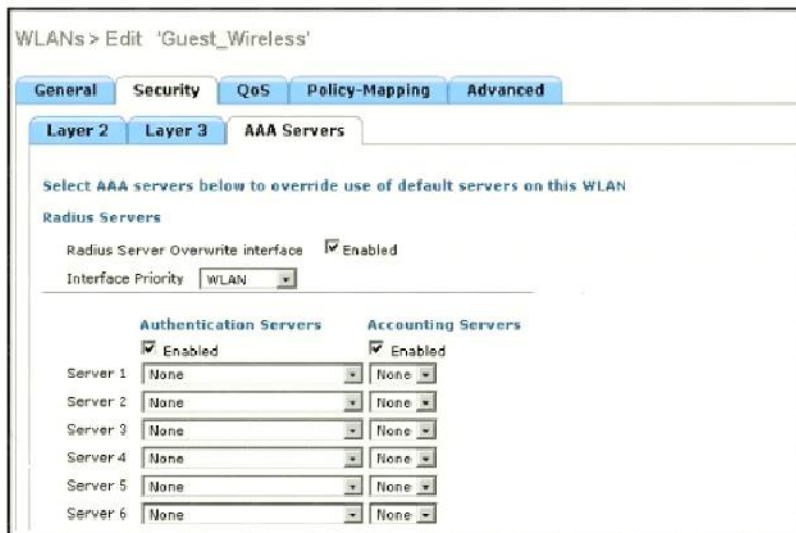 WLANs > Edit 'Guest_Wireless'
General Security QoS Policy-Mapping Advanced
Layer 2 Layer 3 AAA Servers
Select AAA servers below to override use of default servers on this WLAN
Radius Servers
Radius Server Overwrite interface Enabled
Interface Priority WLAN
Authentication Servers Accounting Servers
Enabled Enabled
Server 1 None None
Server 2 None None
Server 3 None None
Server 4 None None
Server 5 None None
Server 6 None None